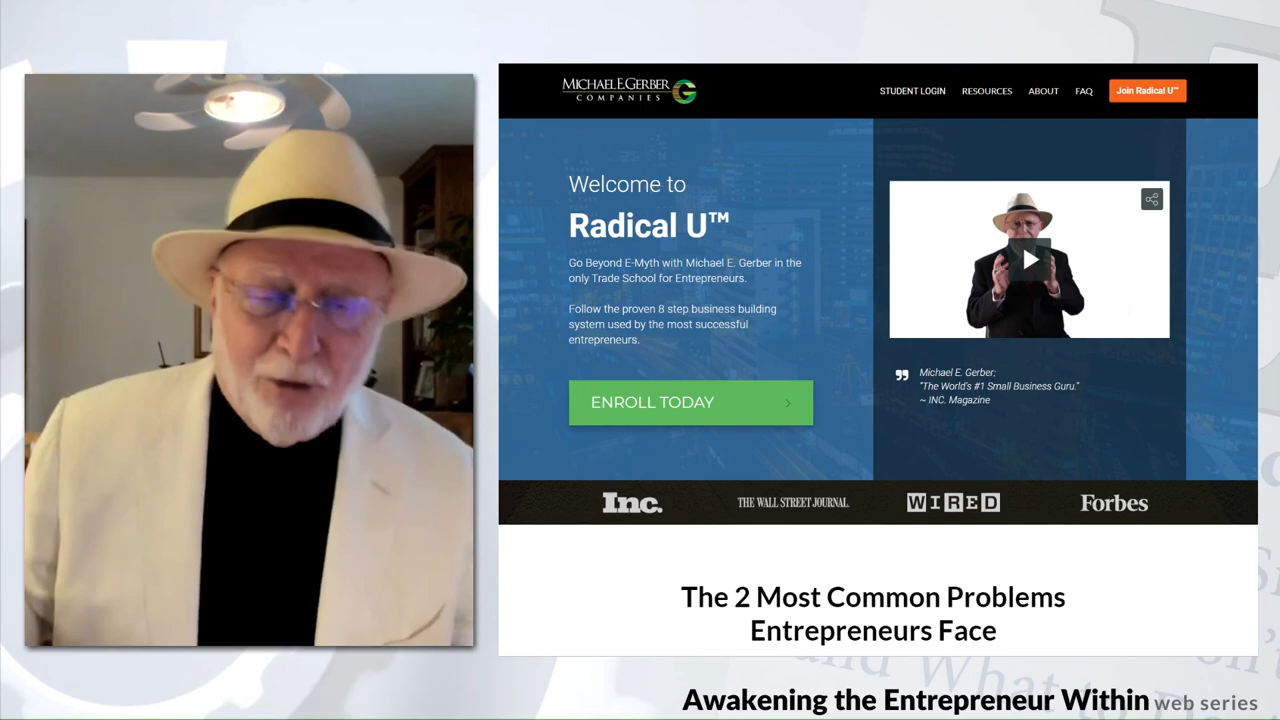 MICHAEL E. GERBER
COMPANIES
STUDENT LOGIN
RESOURCES
ABOUT
FAQ
Join Radical U™
Welcome to
Radical U™
Go Beyond E-Myth with Michael E. Gerber in the
only Trade School for Entrepreneurs.
Follow the proven 8 step business building
system used by the most successful
entrepreneurs.
ENROLL TODAY
Michael E. Gerber:
"The World's #1 Small Business Guru."
~ INC. Magazine
Inc.
THE WALL STREET JOURNAL.
WIRED
Forbes
The 2 Most Common Problems
Entrepreneurs Face
and What to
Awakening the Entrepreneur Within web series